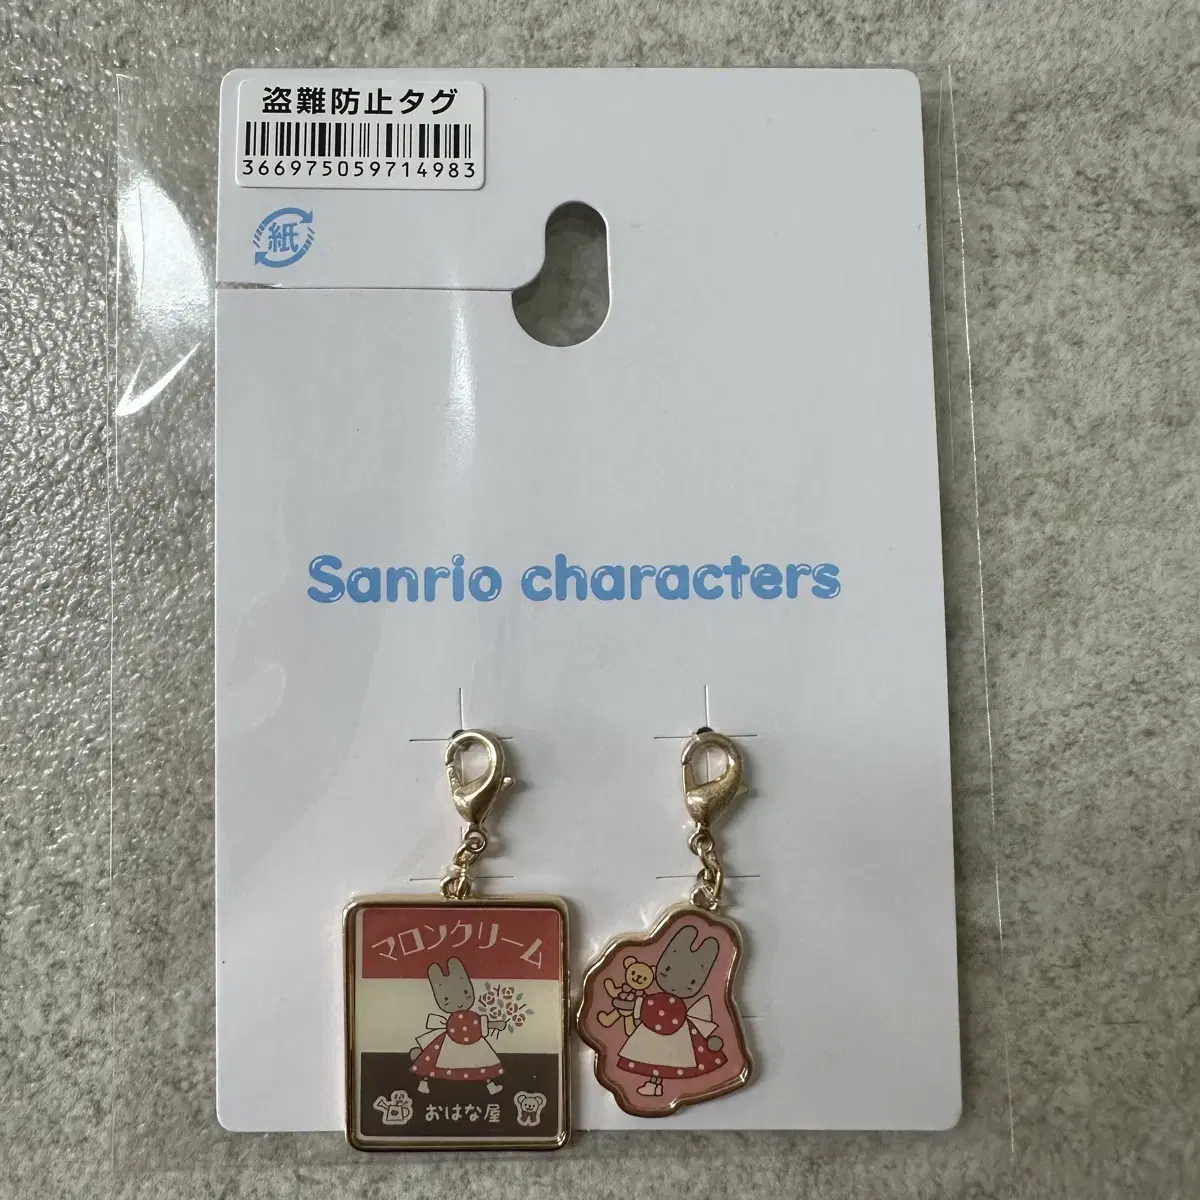 盗難防止タグ
366975059714983
紙
Sanrio characters
マロンクリーム
おはな屋